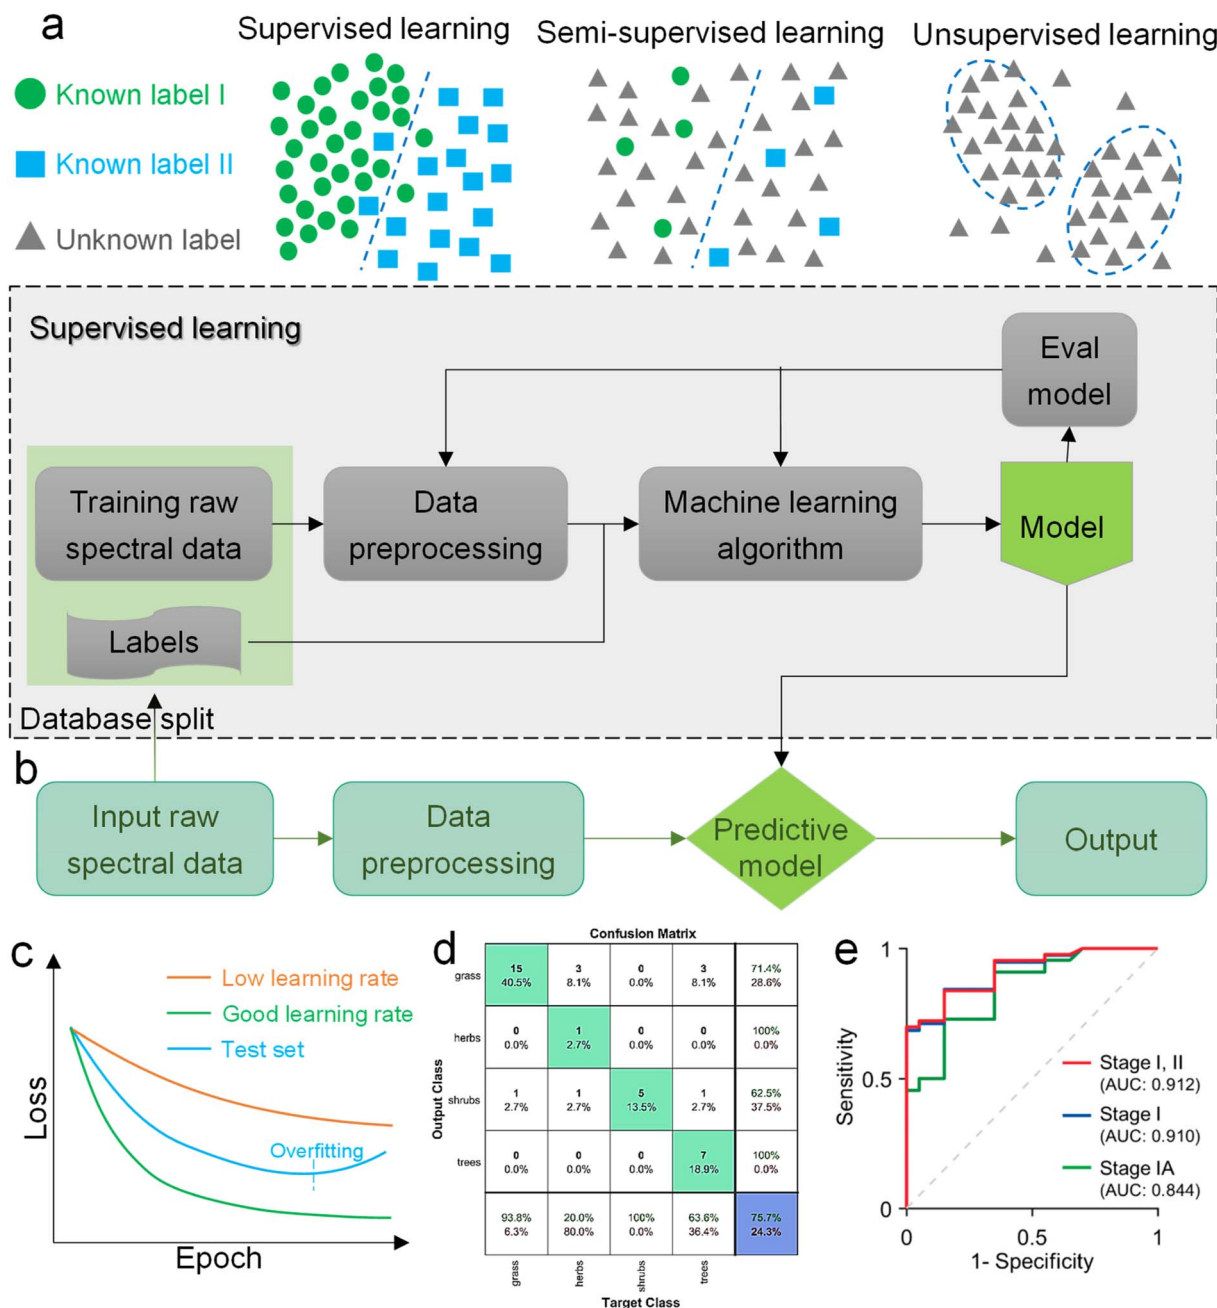 a
Supervised learning
Semi-supervised learning
Unsupervised learning
Known label I
Known label II
Unknown label
Supervised learning
Eval
model
Training raw
spectral data
Data
preprocessing
Machine learning
algorithm
Model
Labels
Database split
b
Input raw
spectral data
Data
preprocessing
Predictive
model
Output
c
Low learning rate
Good learning rate
Test set
Overfitting
Loss
Epoch
d
Confusion Matrix
grass
15
40.5%
3
8.1%
0
0.0%
3
8.1%
71.4%
28.6%
herbs
0
0.0%
1
2.7%
0
0.0%
0
0.0%
100%
0.0%
shrubs
1
2.7%
1
2.7%
5
13.5%
1
2.7%
62.5%
37.5%
trees
0
0.0%
0
0.0%
0
0.0%
7
18.9%
100%
0.0%
93.8%
6.3%
20.0%
80.0%
100%
0.0%
63.6%
36.4%
75.7%
24.3%
grass
herbs
shrubs
trees
Output Class
Target Class
e
1
0.5
0
Sensitivity
Stage I, II
(AUC: 0.912)
Stage I
(AUC: 0.910)
Stage IA
(AUC: 0.844)
0
0.5
1
1- Specificity